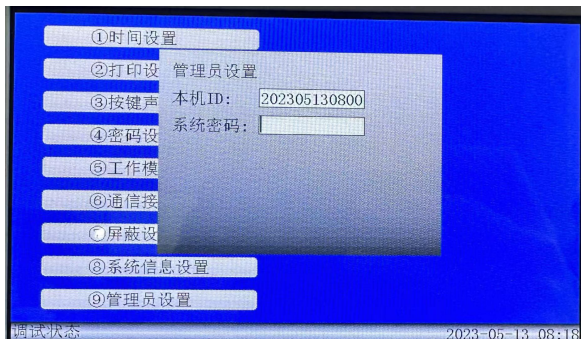 ①时间设置
②打印设
③按键声
④密码设
⑤工作模
⑥通信接
⑦屏蔽设
⑧系统信息设置
⑨管理员设置
管理员设置
本机ID: 202305130800
系统密码:
调试状态
2023-05-13 08:18